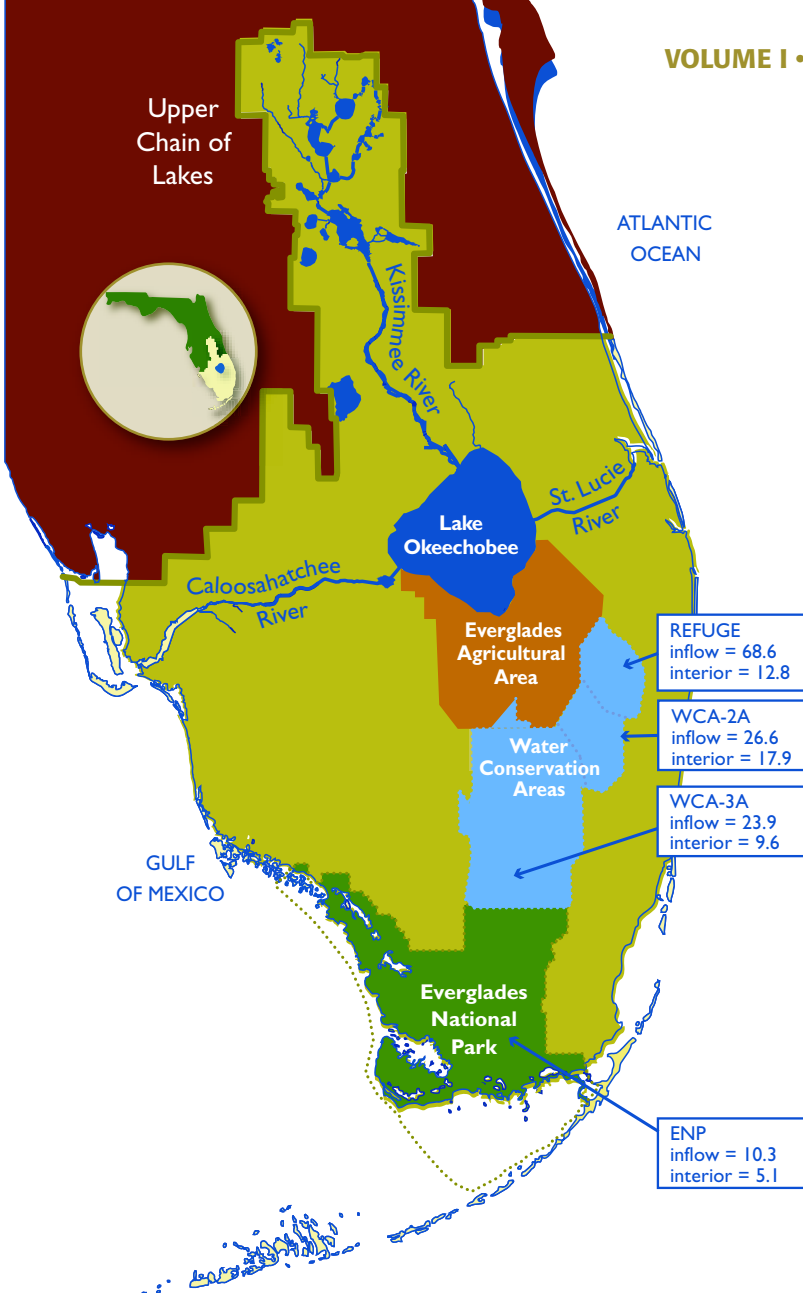 VOLUME I •
Upper
Chain of
Lakes
ATLANTIC
OCEAN
Kissimmee River
St. Lucie
River
Lake
Okeechobee
Caloosahatchee
River
Everglades
Agricultural
Area
REFUGE
inflow = 68.6
interior = 12.8
WCA-2A
inflow = 26.6
interior = 17.9
Water
Conservation
Areas
WCA-3A
inflow = 23.9
interior = 9.6
GULF
OF MEXICO
Everglades
National
Park
ENP
inflow = 10.3
interior = 5.1